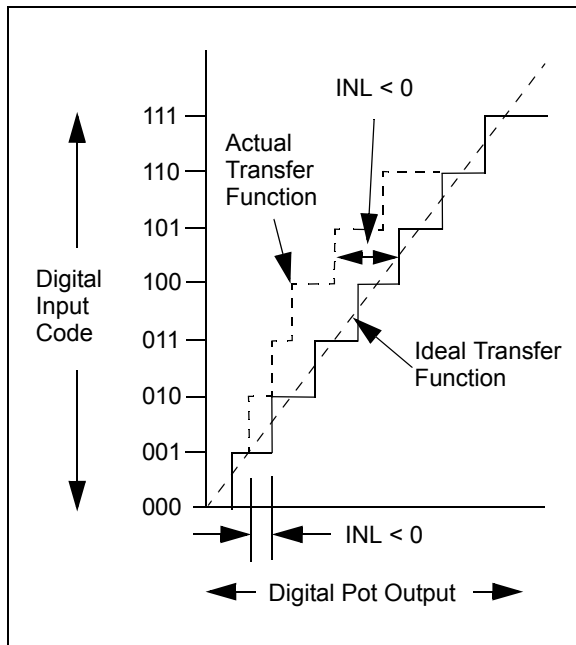 INL < 0
111
Actual
Transfer
Function
110
101
Digital
Input
Code
100
011
Ideal Transfer
Function
010
001
000
INL < 0
Digital Pot Output